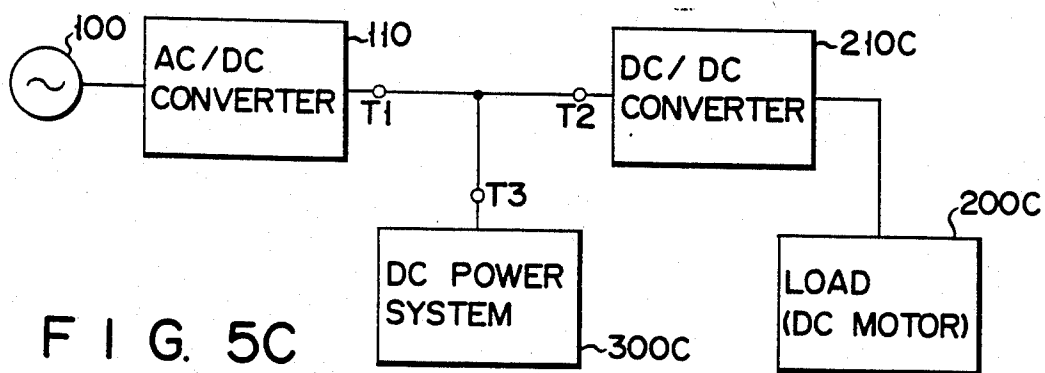 100
AC/DC
CONVERTER
110
T1
T2
DC/DC
CONVERTER
210C
T3
DC POWER
SYSTEM
300C
LOAD
(DC MOTOR)
200C
FIG. 5C